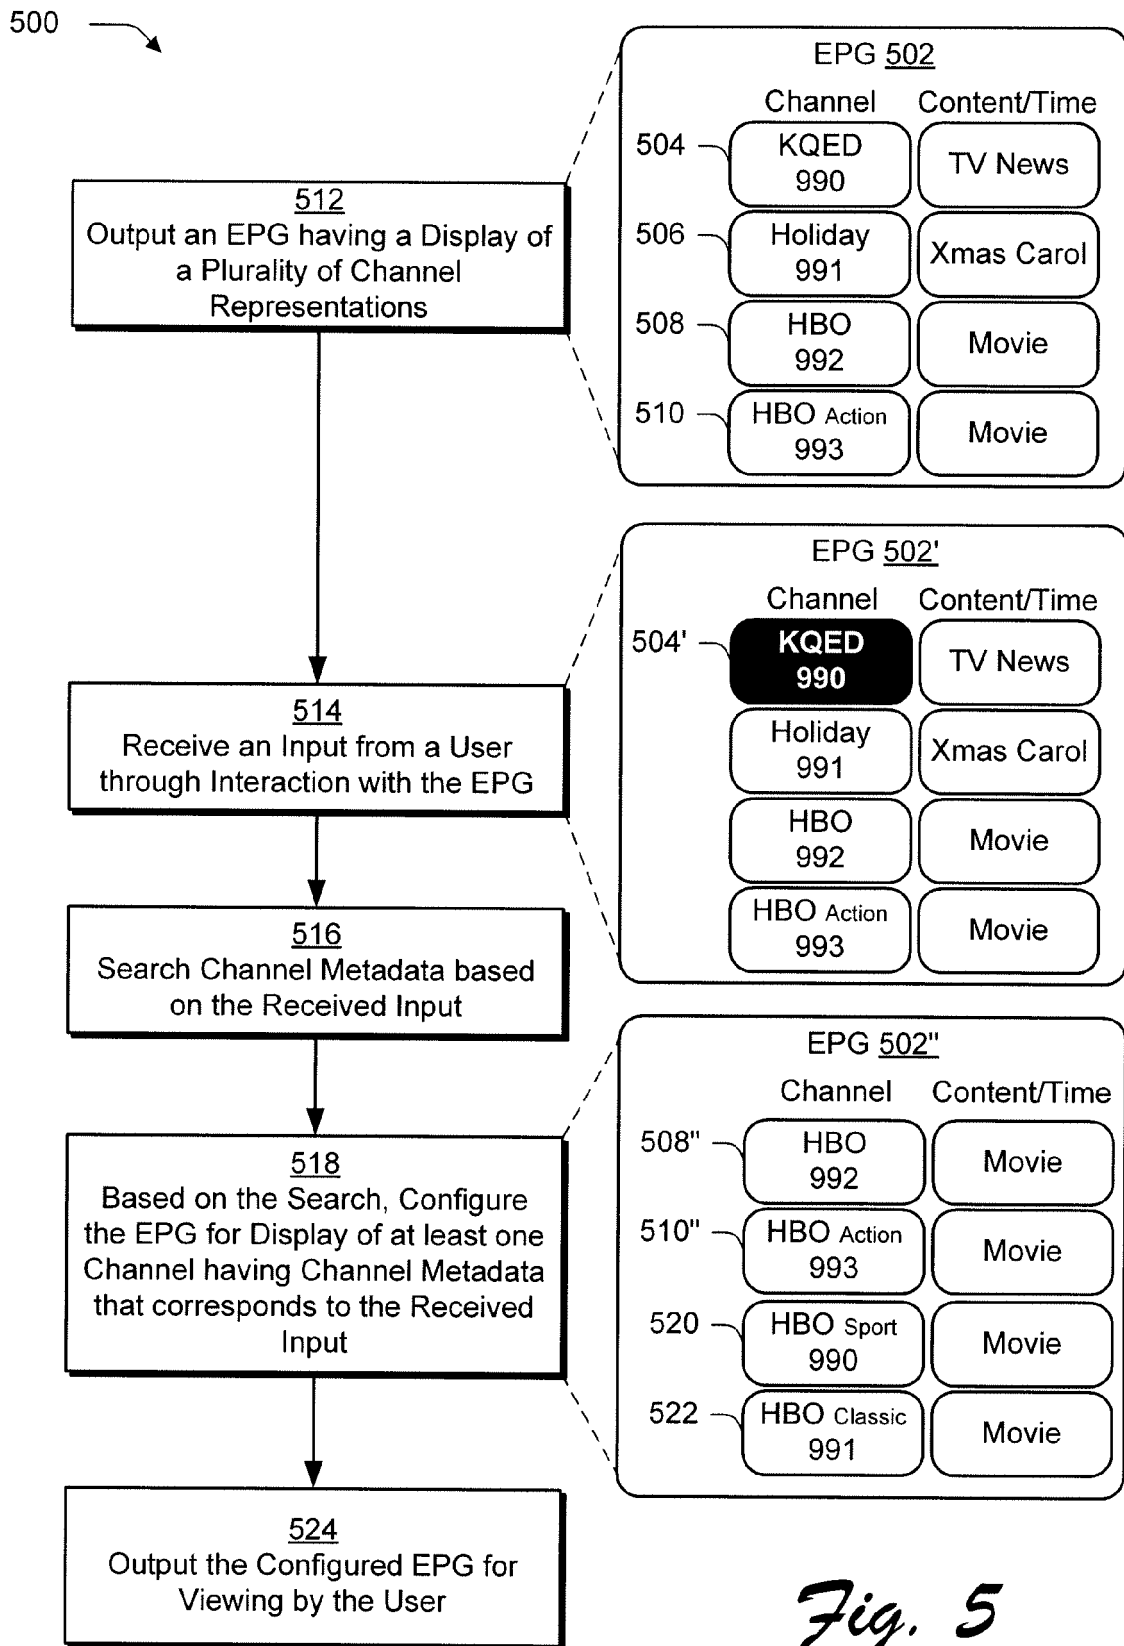 500
EPG 502
Channel Content/Time
504
KQED
990
TV News
506
Holiday
991
Xmas Carol
508
HBO
992
Movie
510
HBO Action
993
Movie
512
Output an EPG having a Display of
a Plurality of Channel
Representations
EPG 502'
Channel Content/Time
504'
KQED
990
TV News
Holiday
991
Xmas Carol
HBO
992
Movie
HBO Action
993
Movie
514
Receive an Input from a User
through Interaction with the EPG
516
Search Channel Metadata based
on the Received Input
EPG 502"
Channel Content/Time
508"
HBO
992
Movie
510"
HBO Action
993
Movie
520
HBO Sport
990
Movie
522
HBO Classic
991
Movie
518
Based on the Search, Configure
the EPG for Display of at least one
Channel having Channel Metadata
that corresponds to the Received
Input
524
Output the Configured EPG for
Viewing by the User
Fig. 5